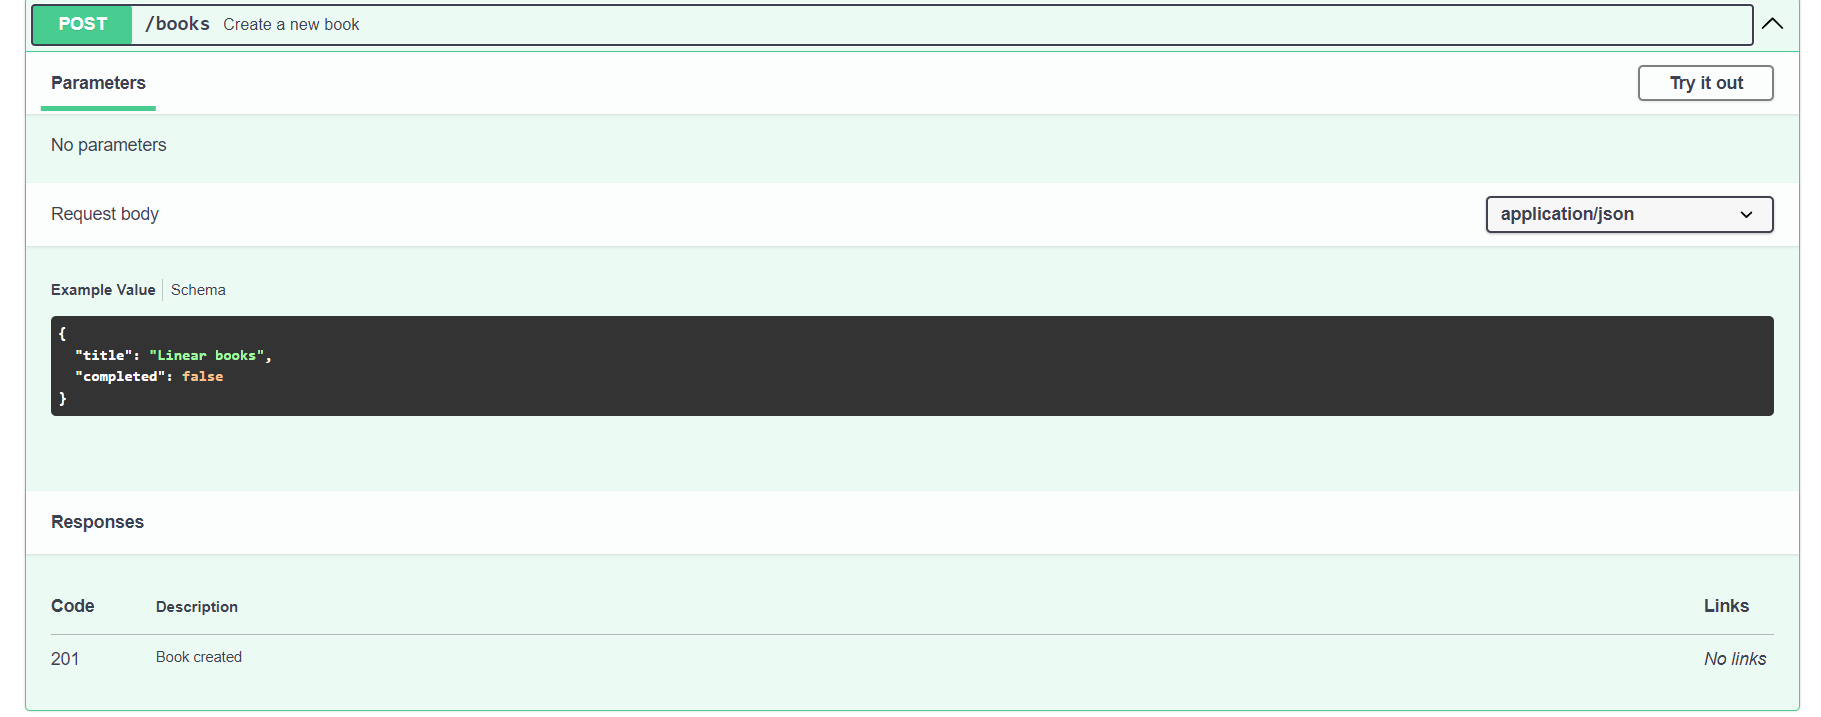 POST /books Create a new book
Parameters Try it out
No parameters
Request body application/json
Example Value Schema
{
"title": "Linear books",
"completed": false
}
Responses
Code Description Links
201 Book created No links